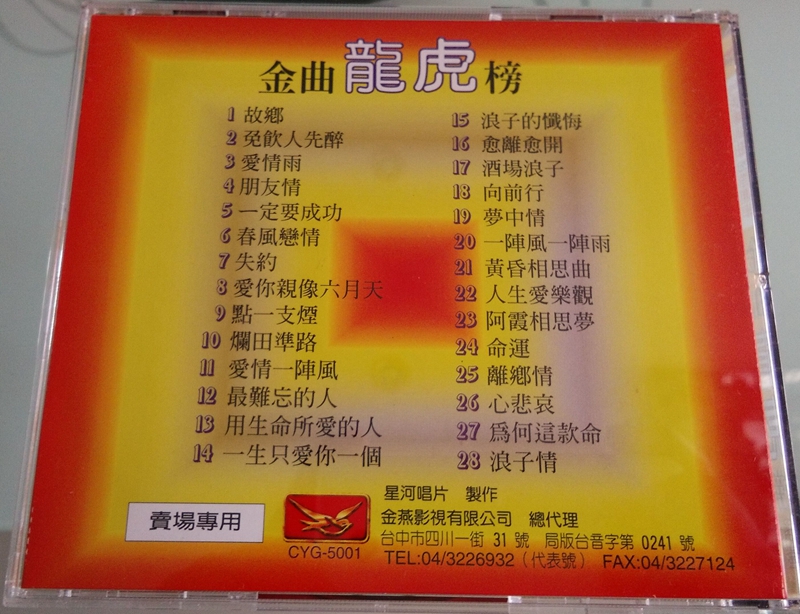 金曲龍虎榜
1 故鄉
2 免飲人先醉
3 愛情雨
4 朋友情
5 一定要成功
6 春風戀情
7 失約
8 愛你親像六月天
9 點一支煙
10 爛田準路
11 愛情一陣風
12 最難忘的人
13 用生命所愛的人
14 一生只愛你一個
15 浪子的懺悔
16 愈離愈開
17 酒場浪子
18 向前行
19 夢中情
20 一陣風一陣雨
21 黃昏相思曲
22 人生愛樂觀
23 阿霞相思夢
24 命運
25 離鄉情
26 心悲哀
27 為何這款命
28 浪子情
賣場專用
CYG-5001
星河唱片 製作
金燕影視有限公司 總代理
台中市四川一街 31 號 局版台音字第 0241 號
TEL:04/3226932（代表號） FAX:04/3227124